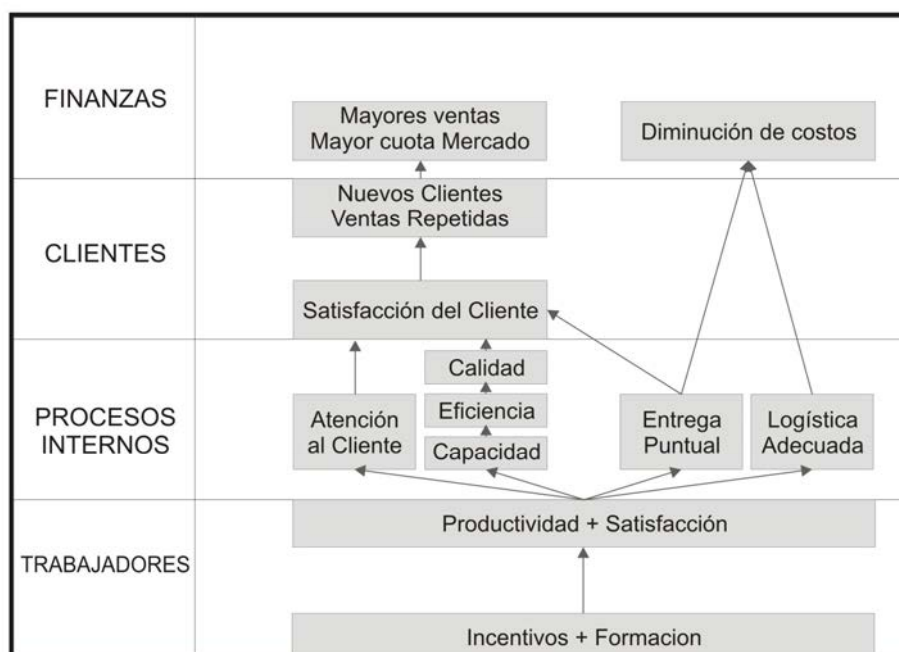 FINANZAS
Mayores ventas
Mayor cuota Mercado
Diminución de costos
CLIENTES
Nuevos Clientes
Ventas Repetidas
Satisfacción del Cliente
PROCESOS
INTERNOS
Calidad
Eficiencia
Capacidad
Atención
al Cliente
Entrega
Puntual
Logística
Adecuada
TRABAJADORES
Productividad + Satisfacción
Incentivos + Formacion